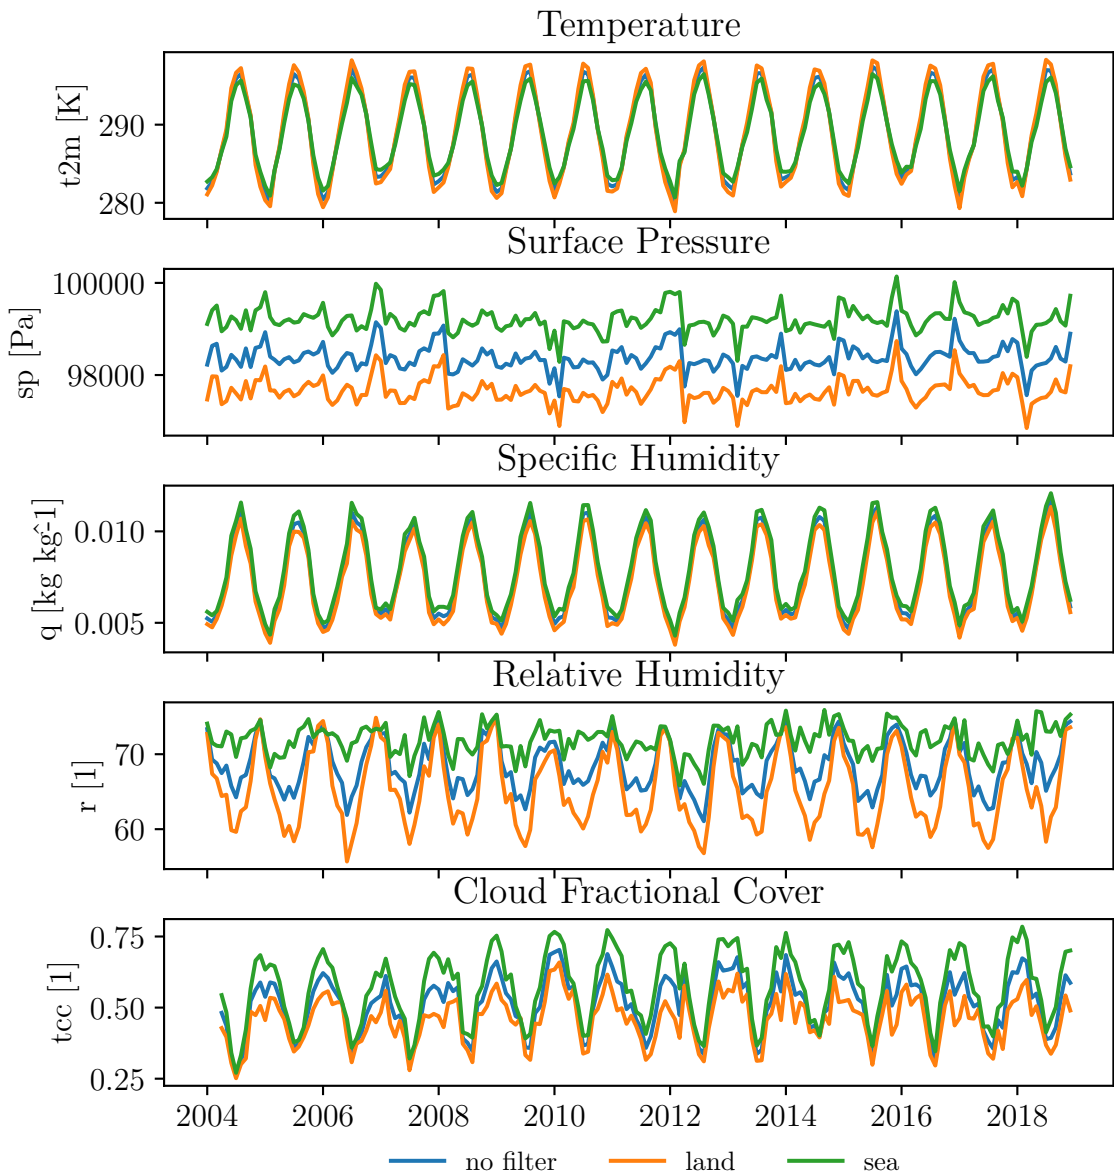 Temperature
t2m [K]
290
280
Surface Pressure
sp [Pa]
100000
98000
Specific Humidity
q [kg kg^-1]
0.010
0.005
Relative Humidity
r [1]
70
60
Cloud Fractional Cover
tcc [1]
0.75
0.50
0.25
2004 2006 2008 2010 2012 2014 2016 2018
no filter land sea